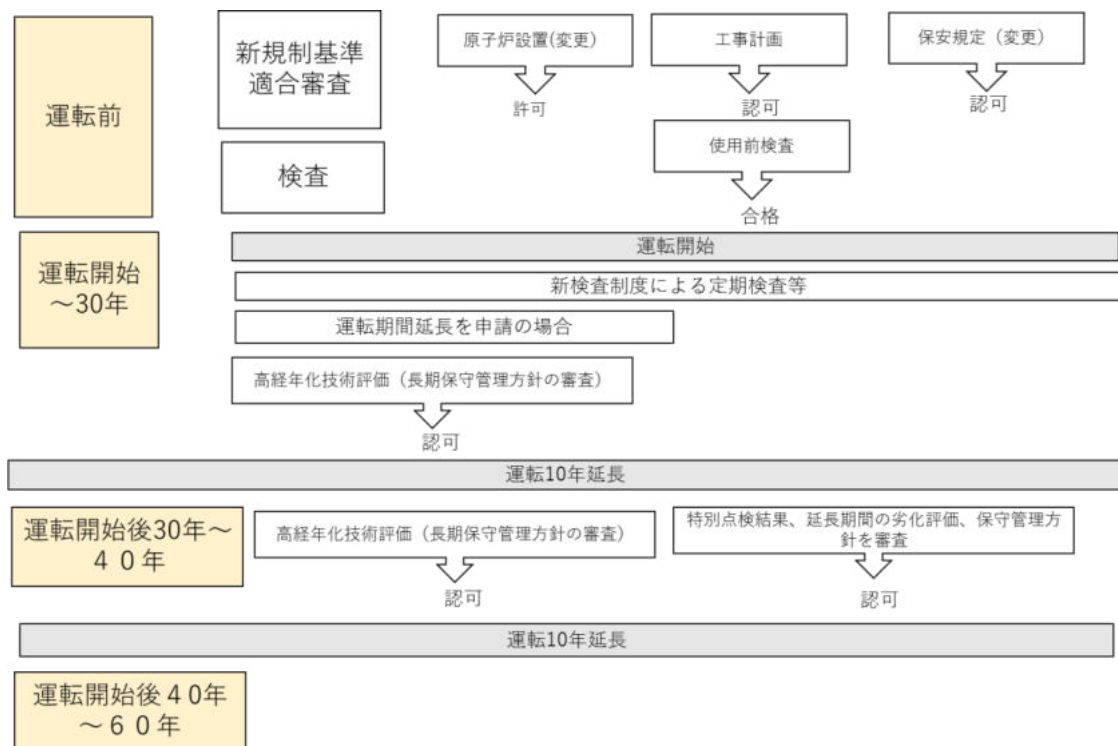 運転前
新規制基準
適合審査
原子炉設置(変更）
許可
工事計画
認可
保安規定（変更）
認可
検査
使用前検査
合格
運転開始
～30年
運転開始
新検査制度による定期検査等
運転期間延長を申請の場合
高経年化技術評価（長期保守管理方針の審査）
認可
運転10年延長
運転開始後30年～
４０年
高経年化技術評価（長期保守管理方針の審査）
認可
特別点検結果、延長期間の劣化評価、保守管理方
針を審査
認可
運転10年延長
運転開始後４0年
～６０年